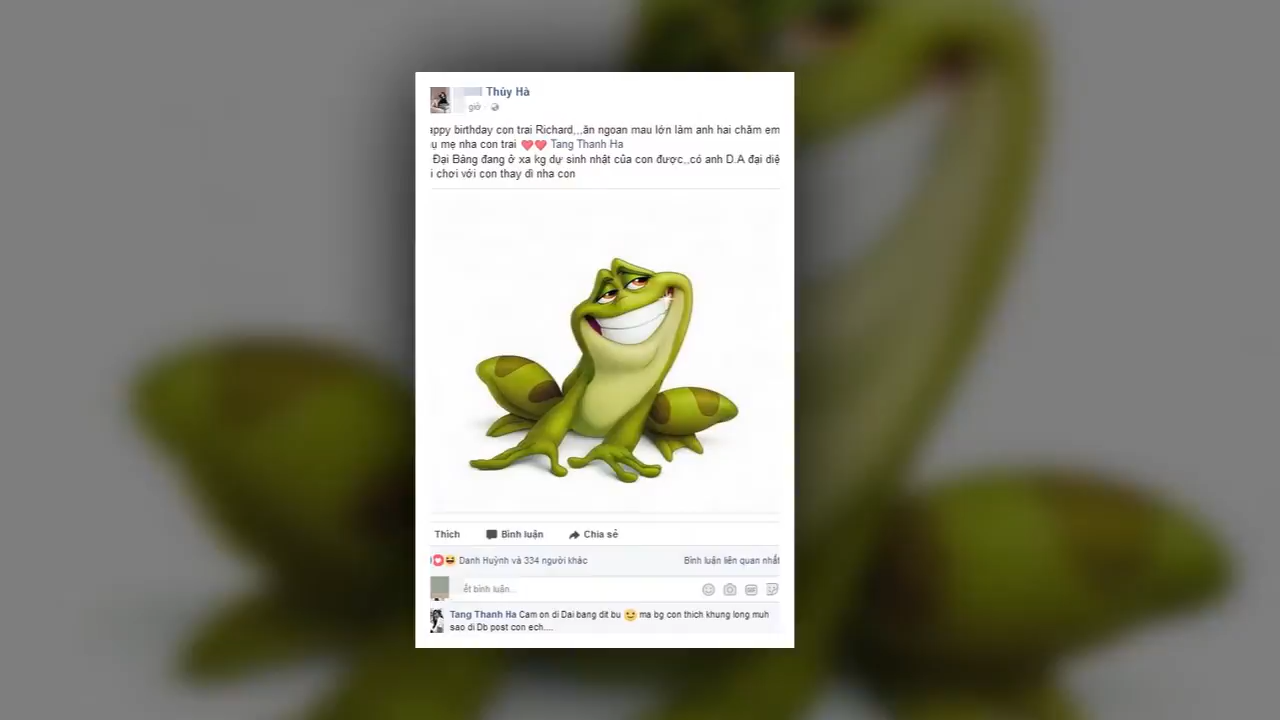 Thúy Hà
giờ
appy birthday con trai Richard,,,ăn ngoan mau lớn làm anh hai chăm em
ụ mẹ nha con trai Tang Thanh Ha
Đại Bàng đang ở xa kg dự sinh nhật của con được,,có anh D.A đại diệ
i chơi với con thay dì nha con
Thích Bình luận Chia sẻ
Danh Huỳnh và 334 người khác Bình luận liên quan nhất
ết bình luận...
Tang Thanh Ha Cam on di Dai bang dit bu ma bg con thich khung long muh
sao di Db post con ech....